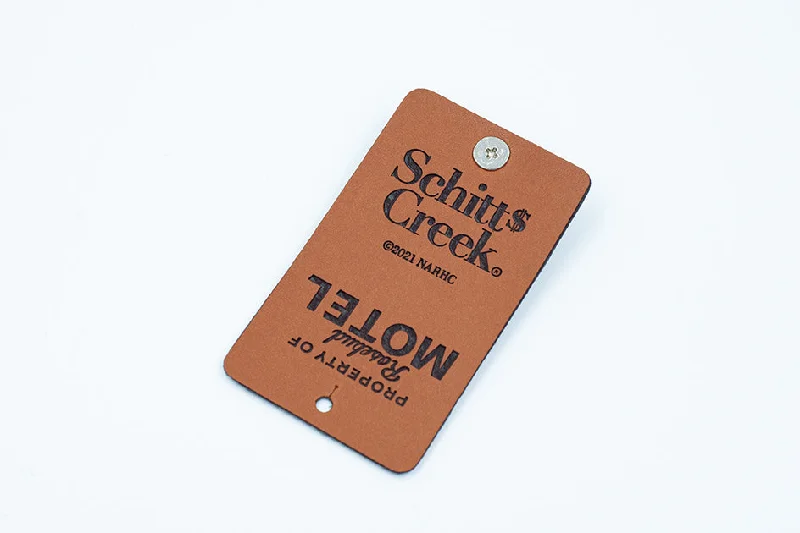 Schitt$
Creek®
©2021 NARHC
PROPERTY OF
Rosebud
MOTEL